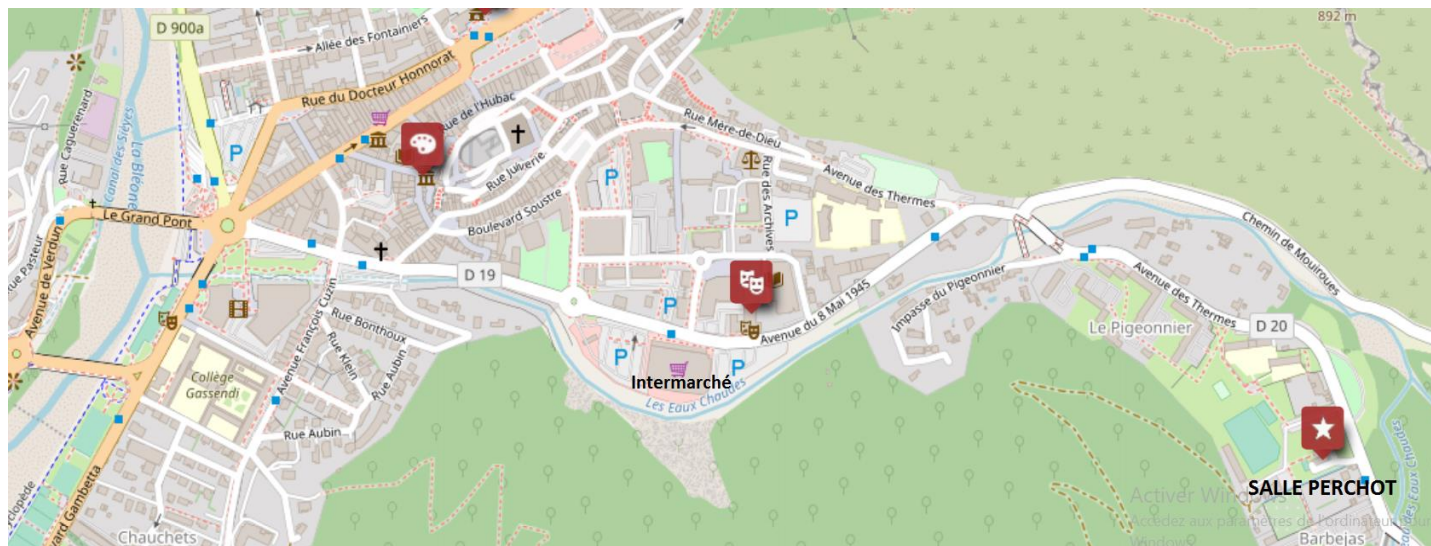 892 m
D 900a
Allée des Fontainiers
Rue du Docteur Honnorat
Rue Caguerenard
Canal des Sièyes
La Bléone
P
Rue de l'Hubac
Rue Mère-de-Dieu
Rue Juiverie
P
Rue des Archives
Avenue des Thermes
Boulevard Soustre
P
Le Grand Pont
Rue Pasteur
Avenue de Verdun
Chemin de Mouiroues
D 19
Avenue François Cuzin
Rue Bonthoux
P
Avenue du 8 Mai 1945
Impasse du Pigeonnier
Avenue des Thermes
D 20
Le Pigeonnier
Rue Klein
Rue Aubin
P
P
Intermarché
Les Eaux Chaudes
Collège
Gassendi
Rue Aubin
Boulevard Gambetta
Chauchets
SALLE PERCHOT
Activer Windows
Accédez aux paramètres de l'ordinateur pour
Windows.
Barbejas